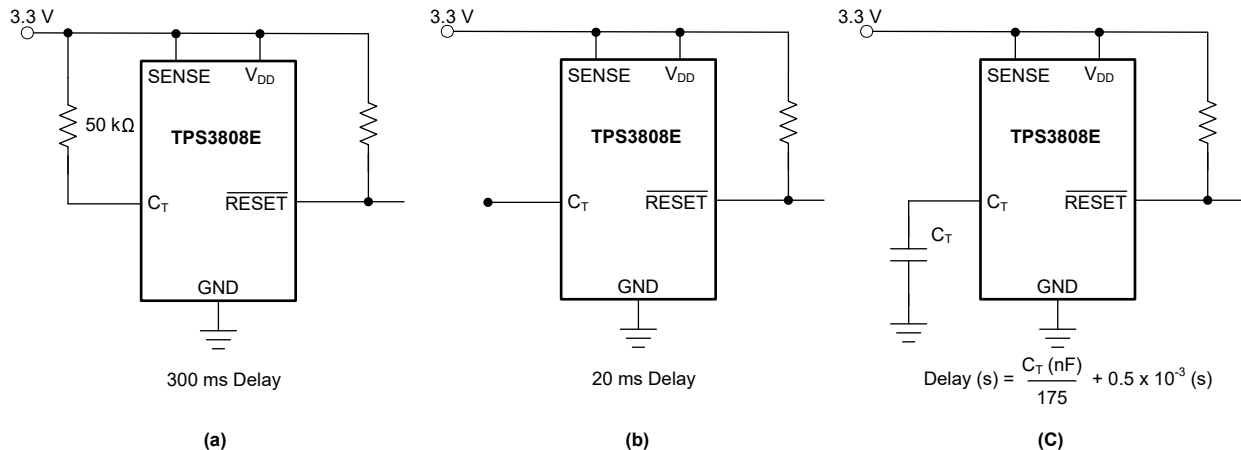 3.3 V
SENSE
V_DD
50 kΩ
TPS3808E
C_T
RESET
GND
300 ms Delay
(a)
3.3 V
SENSE
V_DD
TPS3808E
C_T
RESET
GND
20 ms Delay
(b)
3.3 V
SENSE
V_DD
TPS3808E
C_T
RESET
C_T
GND
Delay (s) = C_T (nF) / 175 + 0.5 x 10^-3 (s)
(C)